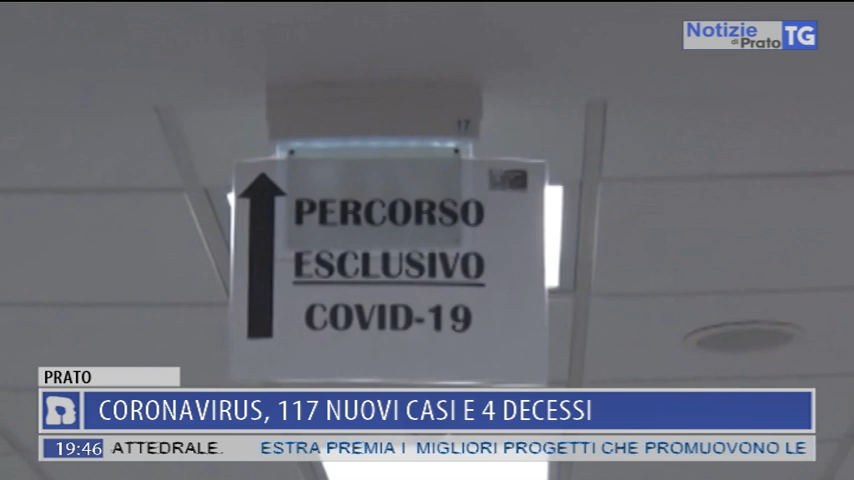 Notizie
di Prato TG
17
PERCORSO
ESCLUSIVO
COVID-19
PRATO
CORONAVIRUS, 117 NUOVI CASI E 4 DECESSI
19:46 ATTEDRALE. ESTRA PREMIA I MIGLIORI PROGETTI CHE PROMUOVONO LE